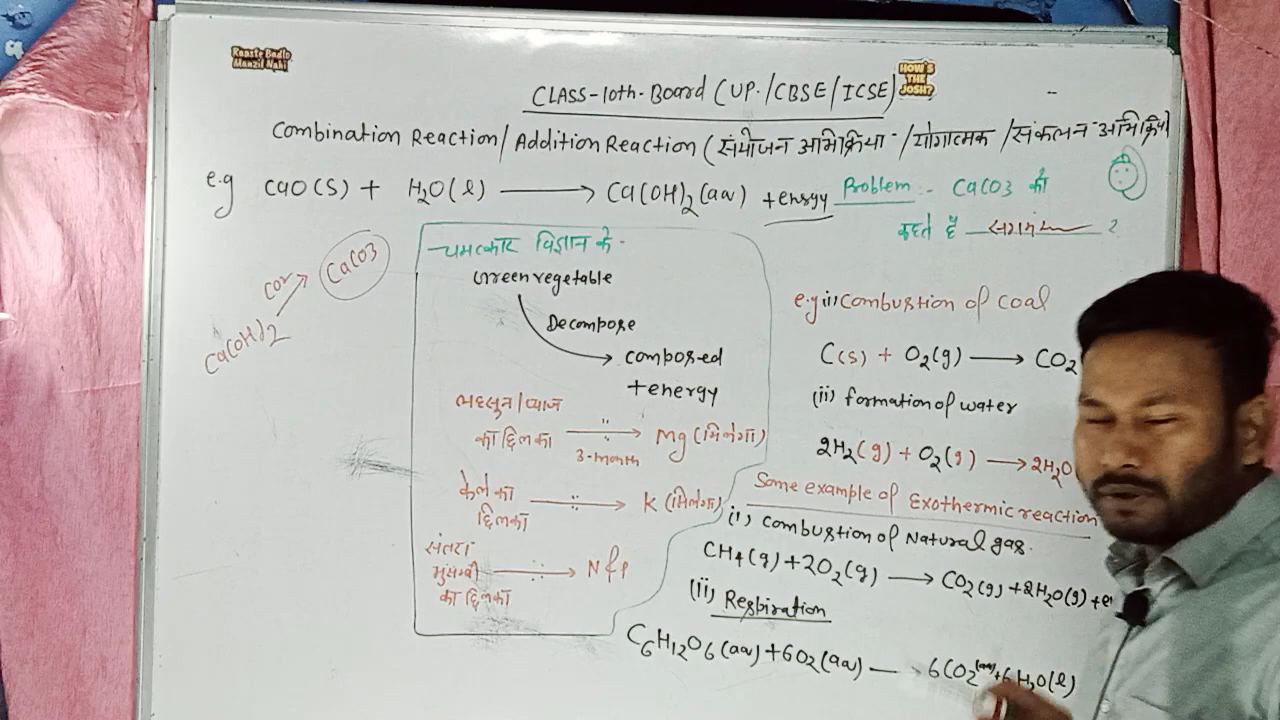 Raaste Badlo
Manzil Nahi
HOW'S
THE
JOSH?
CLASS-10th-Board (UP./CBSE/ICSE)
Combination Reaction/Addition Reaction (संयोजन अभिक्रिया /योगात्मक /संकलन अभिक्रिया
e.g CaO(s) + H₂O(l) ⟶ Ca(OH)₂(aq) + energy
Problem :- CaCO3 को
कहते हैं ?
Ca(OH)2
CaCO3
चमत्कार विज्ञान के
Green vegetable
Decompose
composed
+energy
लहसुन/प्याज
का छिलका ⟶ Mg (मिलेगा)
3-month
केले का
छिलका ⟶ K (मिलेगा)
संतरा
मुसम्बी ⟶ N & P
का छिलका
e.g (i) Combustion of coal
C(s) + O₂(g) ⟶ CO₂
(ii) formation of water
2H₂(g) + O₂(g) ⟶ 2H₂O
Some example of Exothermic reaction
(i) Combustion of Natural gas.
CH₄(g) + 2O₂(g) ⟶ CO₂(g) + 2H₂O(g) + e
(ii) Respiration
C₆H₁₂O₆(aq) + 6O₂(aq) ⟶ 6CO₂(aq) + 6H₂O(l)